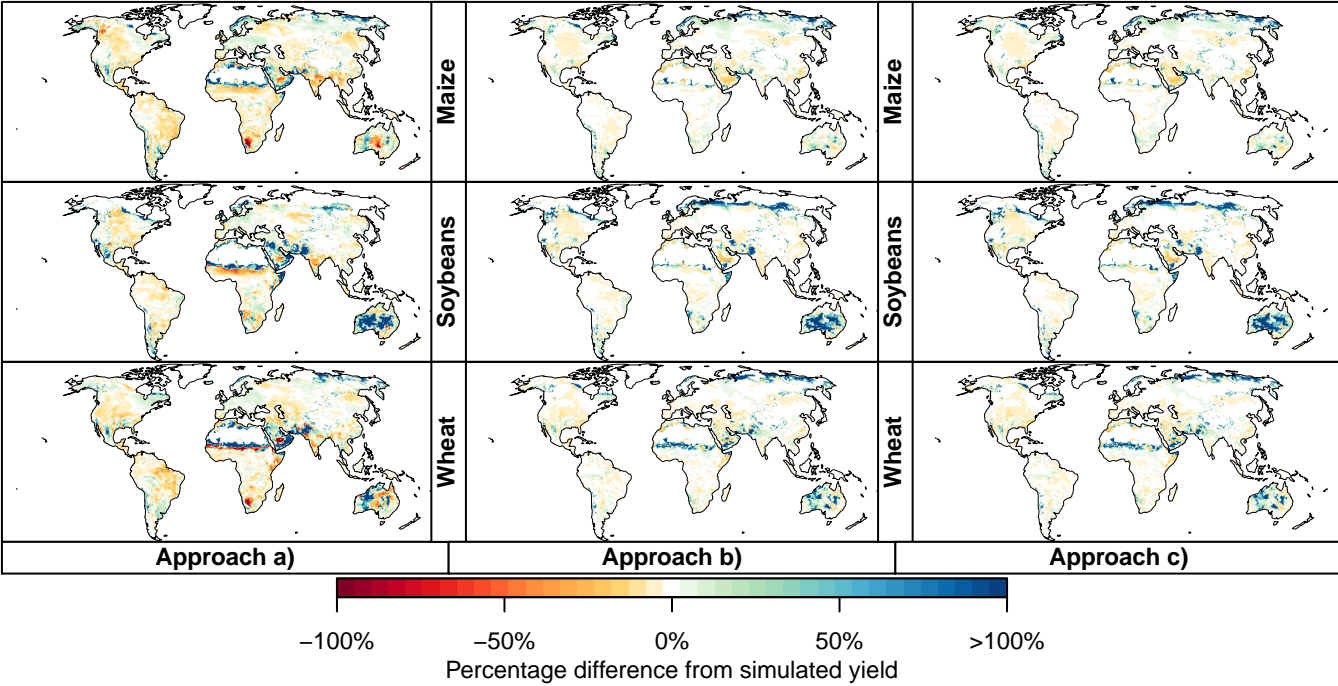 Maize
Maize
Soybeans
Soybeans
Wheat
Wheat
Approach a)
Approach b)
Approach c)
−100%
−50%
0%
50%
>100%
Percentage difference from simulated yield